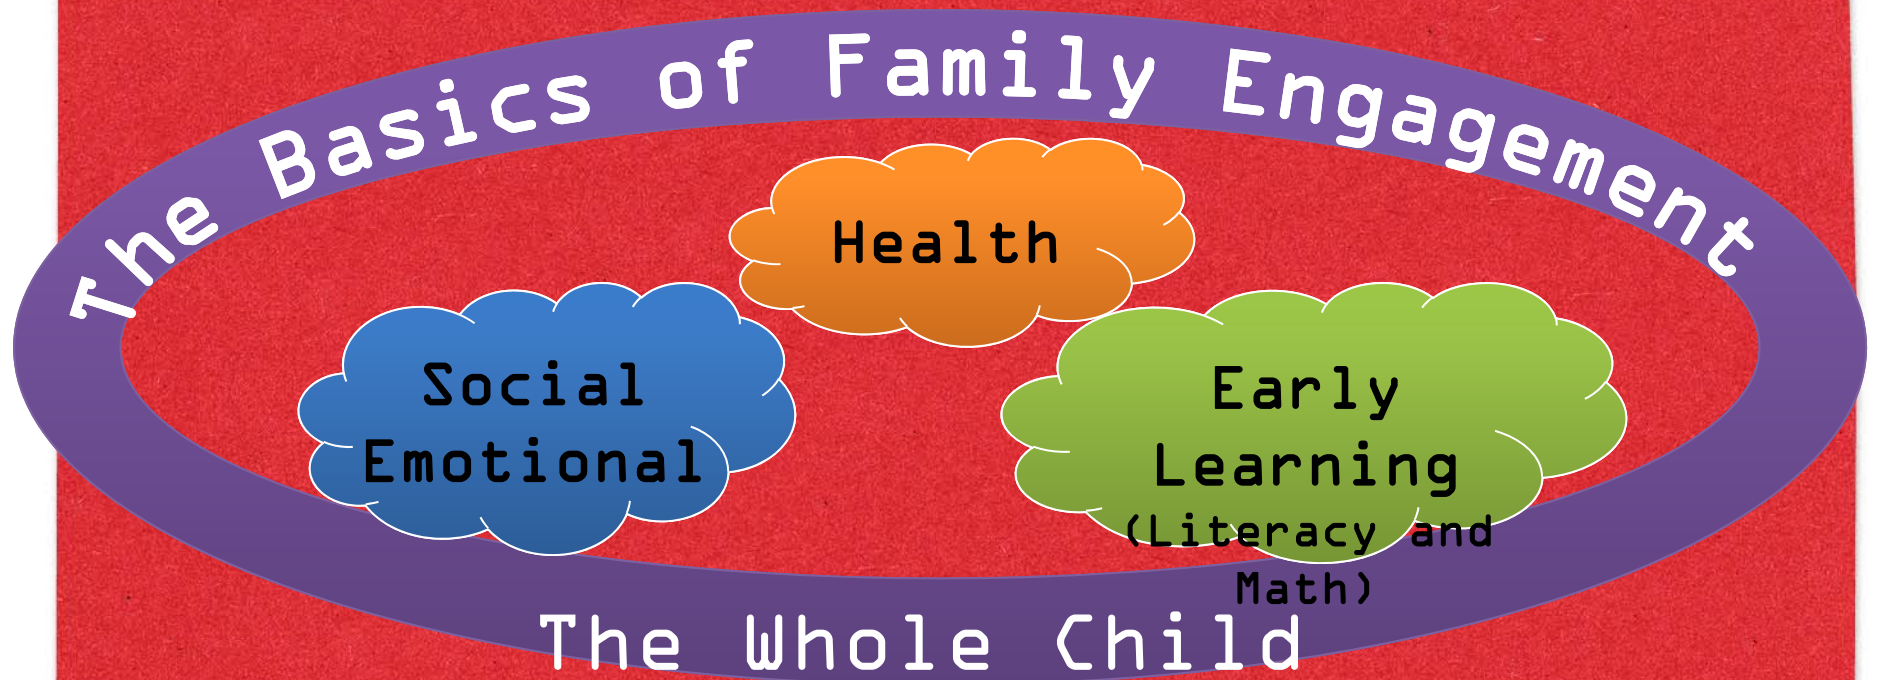 The Basics of Family Engagement
Health
Social
Emotional
Early
Learning
(Literacy and
Math)
The Whole Child